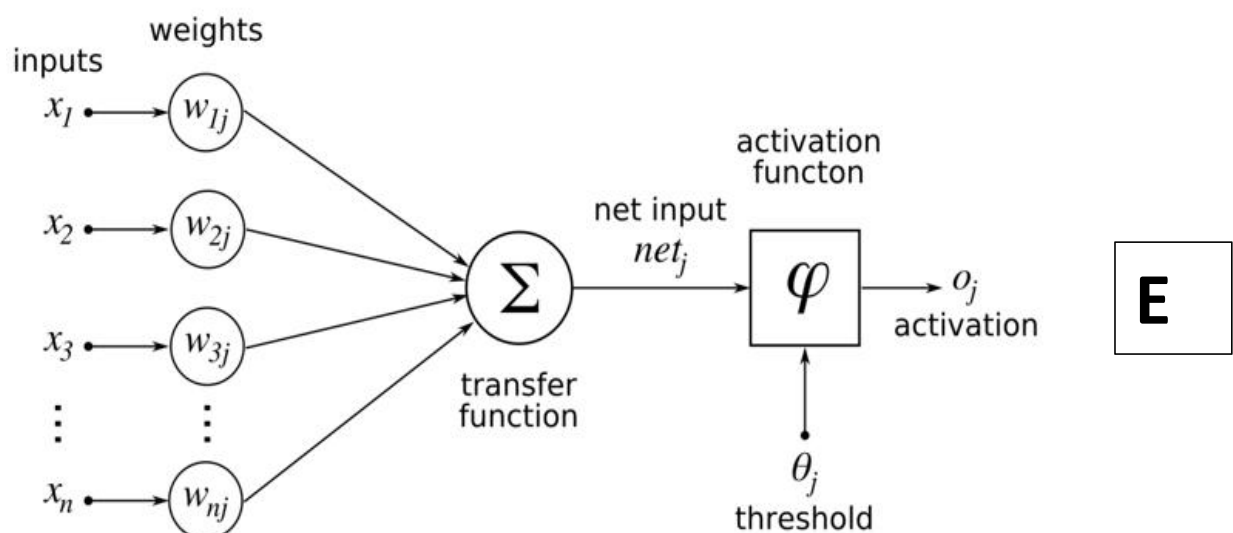 weights
inputs
x₁ w₁ⱼ
x₂ w₂ⱼ
x₃ w₃ⱼ
⋮ ⋮
xₙ wₙⱼ
Σ
transfer
function
net input
netⱼ
activation
functon
φ
θⱼ
threshold
oⱼ
activation
E